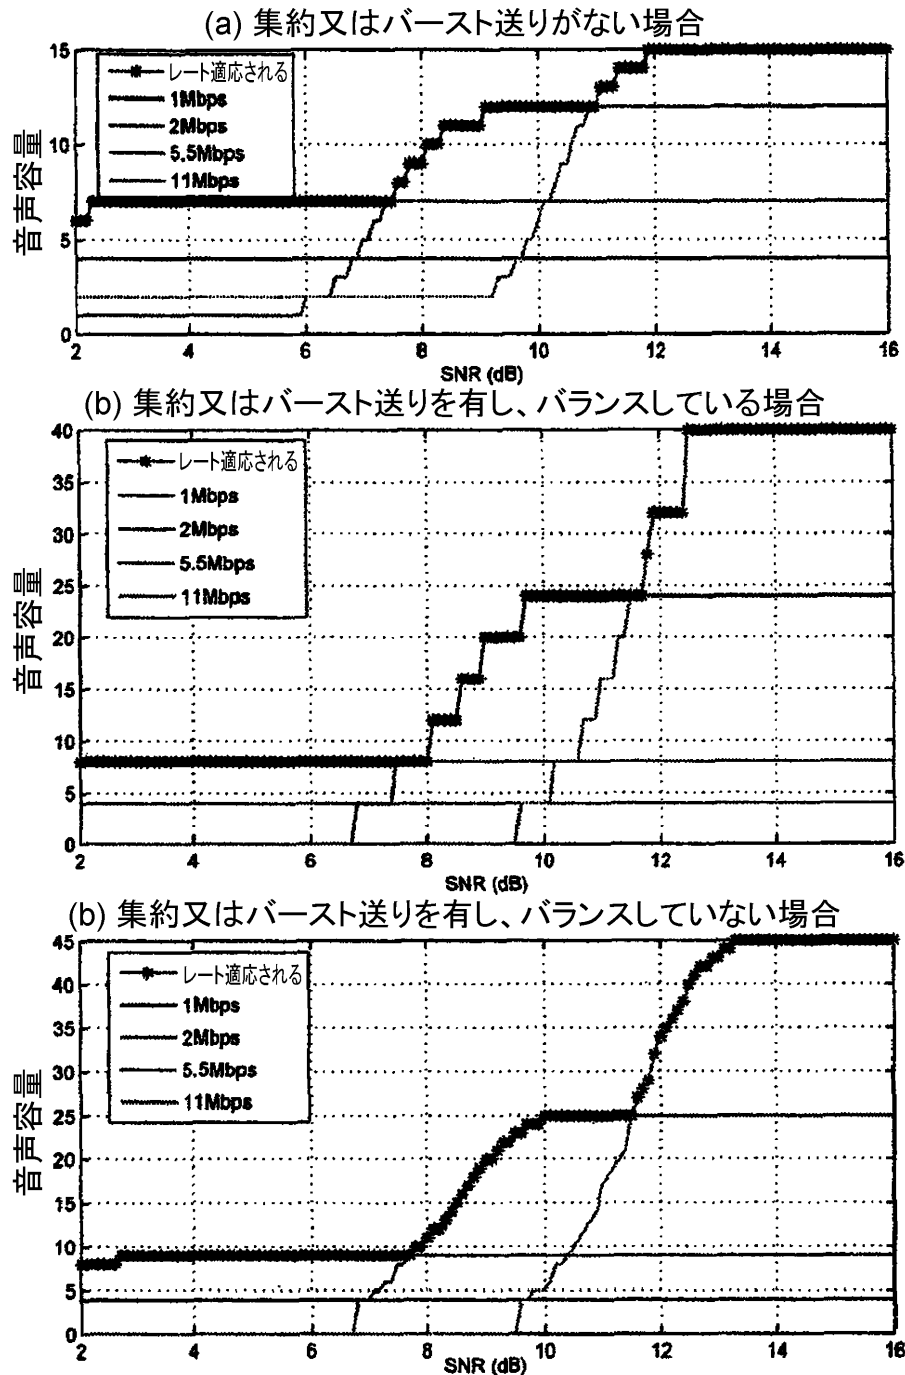 (a) 集約又はバースト送りがない場合
15
レート適応される
1Mbps
2Mbps
5.5Mbps
11Mbps
10
5
0
音声容量
2 4 6 8 10 12 14 16
SNR (dB)
(b) 集約又はバースト送りを有し、バランスしている場合
40
レート適応される
1Mbps
2Mbps
5.5Mbps
11Mbps
35
30
25
20
15
10
5
0
音声容量
2 4 6 8 10 12 14 16
SNR (dB)
(b) 集約又はバースト送りを有し、バランスしていない場合
45
レート適応される
1Mbps
2Mbps
5.5Mbps
11Mbps
40
35
30
25
20
15
10
5
0
音声容量
2 4 6 8 10 12 14 16
SNR (dB)